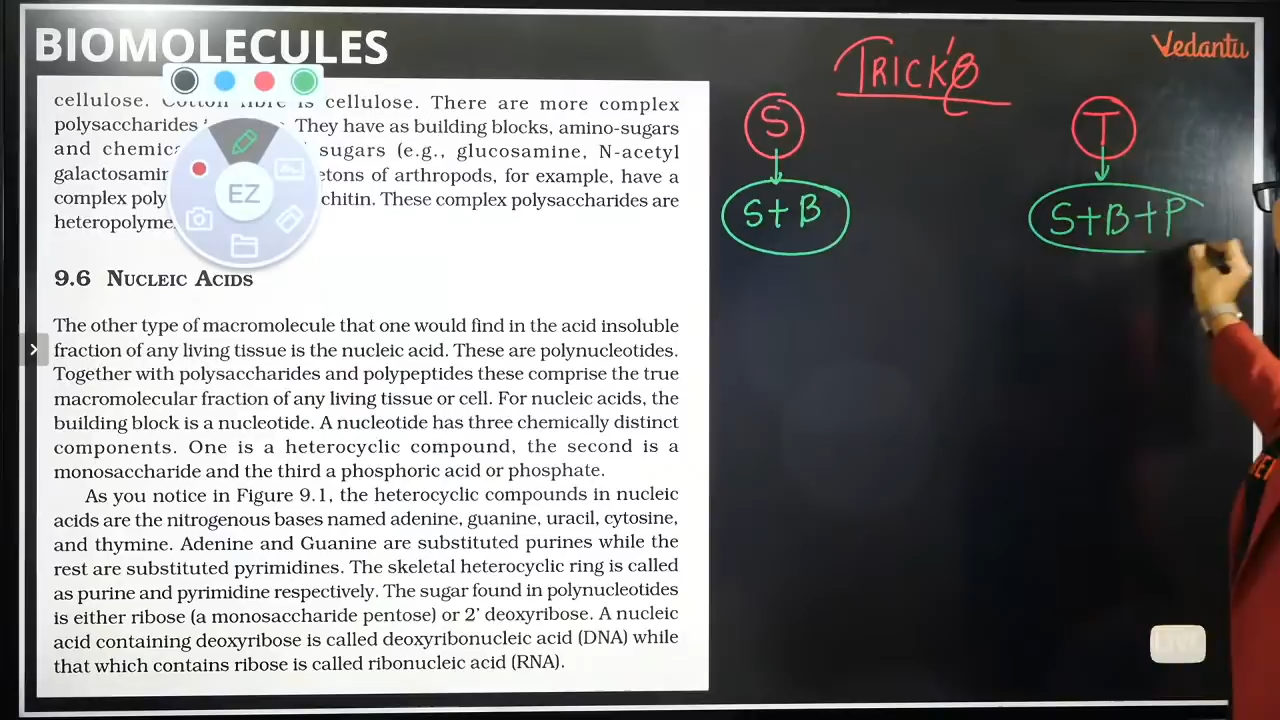 BIOMOLECULES
cellulose. Cotton fibre is cellulose. There are more complex
polysaccharides They have as building blocks, amino-sugars
and chemica sugars (e.g., glucosamine, N-acetyl
galactosamin etons of arthropods, for example, have a
complex poly chitin. These complex polysaccharides are
heteropolyme
EZ
9.6 NUCLEIC ACIDS
The other type of macromolecule that one would find in the acid insoluble
fraction of any living tissue is the nucleic acid. These are polynucleotides.
Together with polysaccharides and polypeptides these comprise the true
macromolecular fraction of any living tissue or cell. For nucleic acids, the
building block is a nucleotide. A nucleotide has three chemically distinct
components. One is a heterocyclic compound, the second is a
monosaccharide and the third a phosphoric acid or phosphate.
As you notice in Figure 9.1, the heterocyclic compounds in nucleic
acids are the nitrogenous bases named adenine, guanine, uracil, cytosine,
and thymine. Adenine and Guanine are substituted purines while the
rest are substituted pyrimidines. The skeletal heterocyclic ring is called
as purine and pyrimidine respectively. The sugar found in polynucleotides
is either ribose (a monosaccharide pentose) or 2' deoxyribose. A nucleic
acid containing deoxyribose is called deoxyribonucleic acid (DNA) while
that which contains ribose is called ribonucleic acid (RNA).
TRICK'S
Vedantu
S
T
S+B
S+B+P